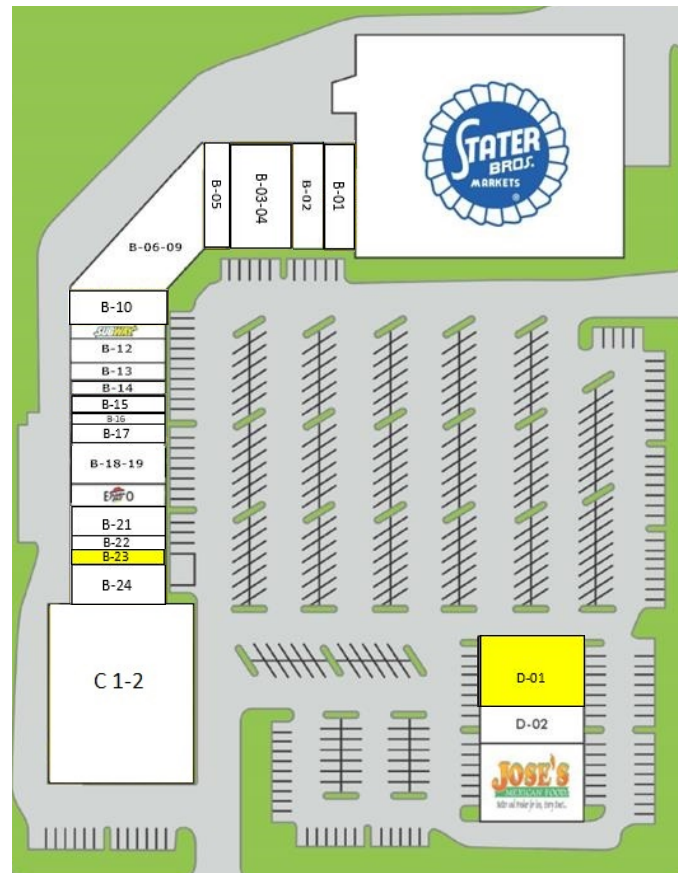 STATER
BROS.
MARKETS
®
B-05
B-03-04
B-02
B-01
B-06-09
B-10
SUBWAY
B-12
B-13
B-14
B-15
B-16
B-17
B-18-19
B-21
B-22
B-23
B-24
C 1-2
D-01
D-02
JOSE'S
MEXICAN FOOD